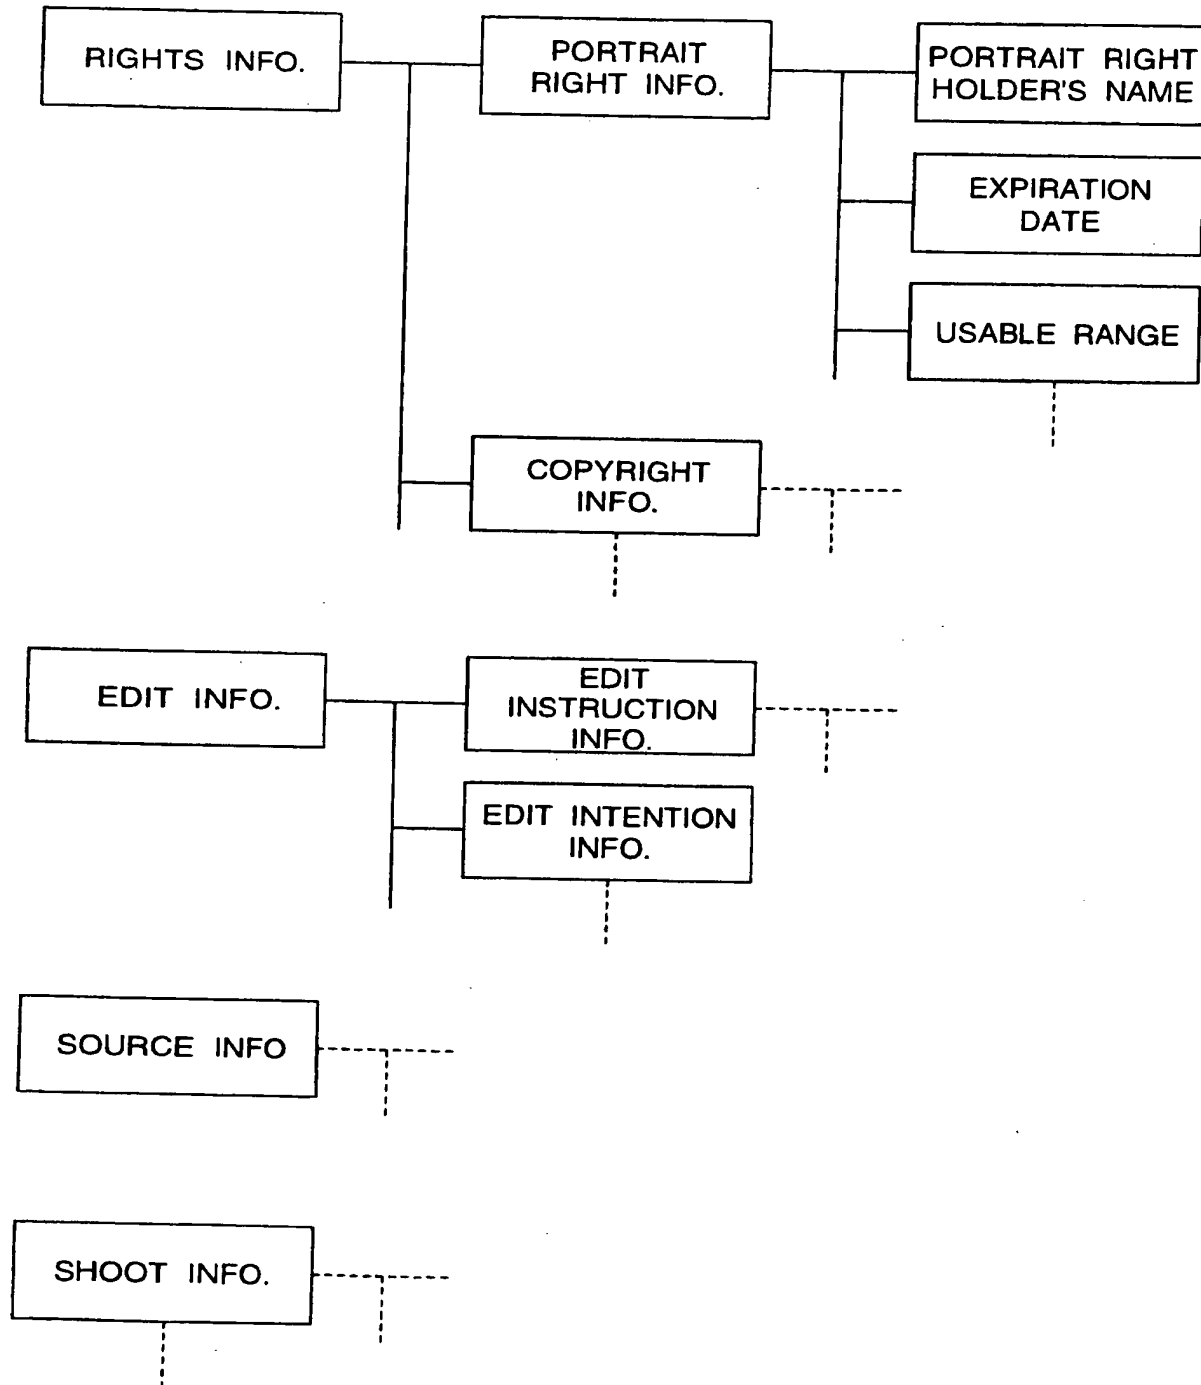 RIGHTS INFO.
PORTRAIT
RIGHT INFO.
PORTRAIT RIGHT
HOLDER'S NAME
EXPIRATION
DATE
USABLE RANGE
COPYRIGHT
INFO.
EDIT INFO.
EDIT
INSTRUCTION
INFO.
EDIT INTENTION
INFO.
SOURCE INFO
SHOOT INFO.